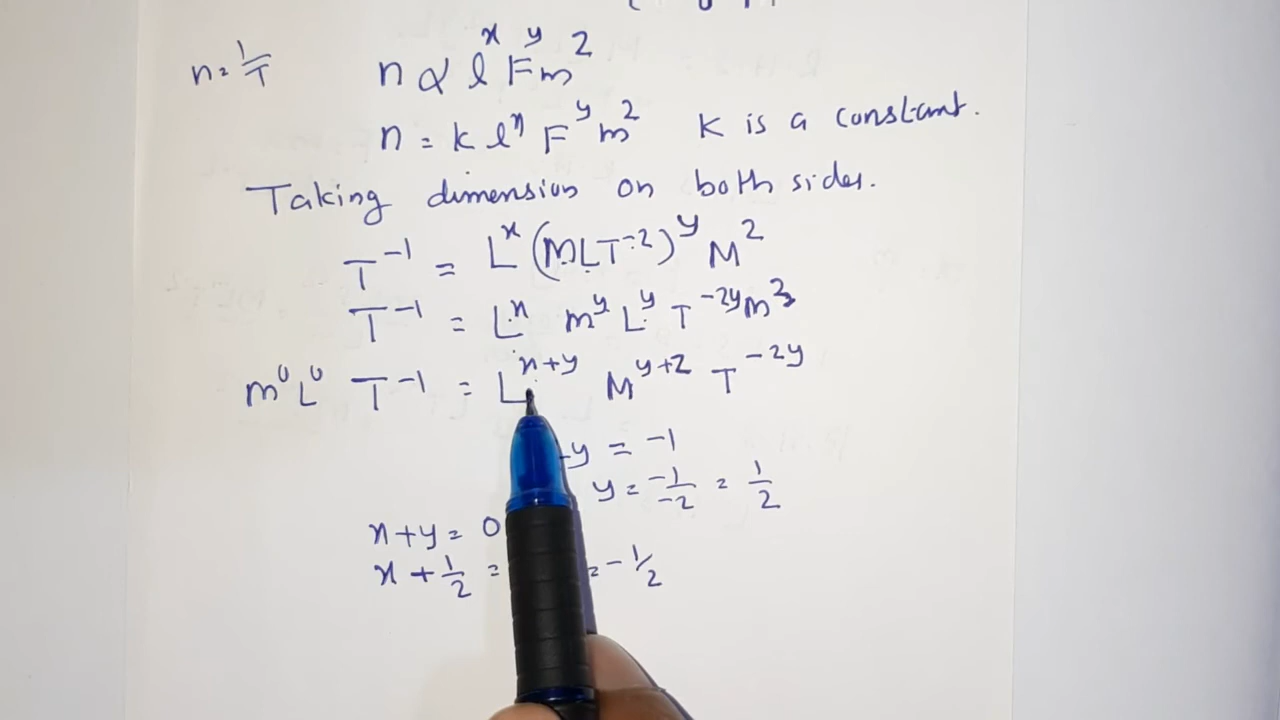 n = 1/T n ∝ l^x F^y m^2
n = k l^x F^y m^2 K is a constant.
Taking dimension on both sides.
T^-1 = L^x (MLT^-2)^y M^2
T^-1 = L^x m^y L^y T^-2y m^2
m^0 L^0 T^-1 = L^x+y M^y+2 T^-2y
-y = -1
y = -1/-2 = 1/2
x+y = 0
x + 1/2 = = -1/2